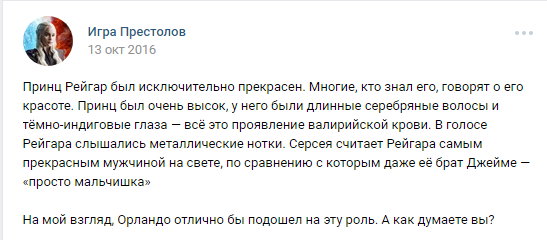 Игра Престолов
13 окт 2016
Принц Рейгар был исключительно прекрасен. Многие, кто знал его, говорят о его
красоте. Принц был очень высок, у него были длинные серебряные волосы и
тёмно-индиговые глаза — всё это проявление валирийской крови. В голосе
Рейгара слышались металлические нотки. Серсея считает Рейгара самым
прекрасным мужчиной на свете, по сравнению с которым даже её брат Джейме —
«просто мальчишка»
На мой взгляд, Орландо отлично бы подошел на эту роль. А как думаете вы?